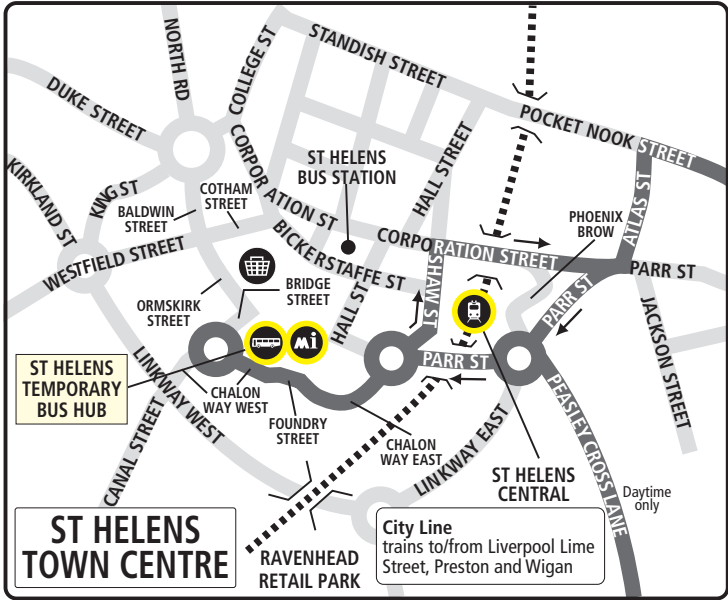 NORTH RD
COLLEGE ST
STANDISH STREET
DUKE STREET
POCKET NOOK STREET
KIRKLAND ST
KING ST
CORPORATION ST
ST HELENS
BUS STATION
HALL STREET
COTHAM
STREET
BALDWIN
STREET
PHOENIX
BROW
ATLAS ST
WESTFIELD STREET
BICKERSTAFFE ST
CORPORATION STREET
PARR ST
BRIDGE
STREET
SHAW ST
PARR ST
ORMSKIRK
STREET
HALL ST
JACKSON STREET
mi
ST HELENS
TEMPORARY
BUS HUB
LINKWAY WEST
CHALON
WAY WEST
PARR ST
FOUNDRY
STREET
CHALON
WAY EAST
PEASLEY CROSS LANE
CANAL STREET
LINKWAY EAST
ST HELENS
CENTRAL
Daytime
only
ST HELENS
TOWN CENTRE
RAVENHEAD
RETAIL PARK
City Line
trains to/from Liverpool Lime
Street, Preston and Wigan